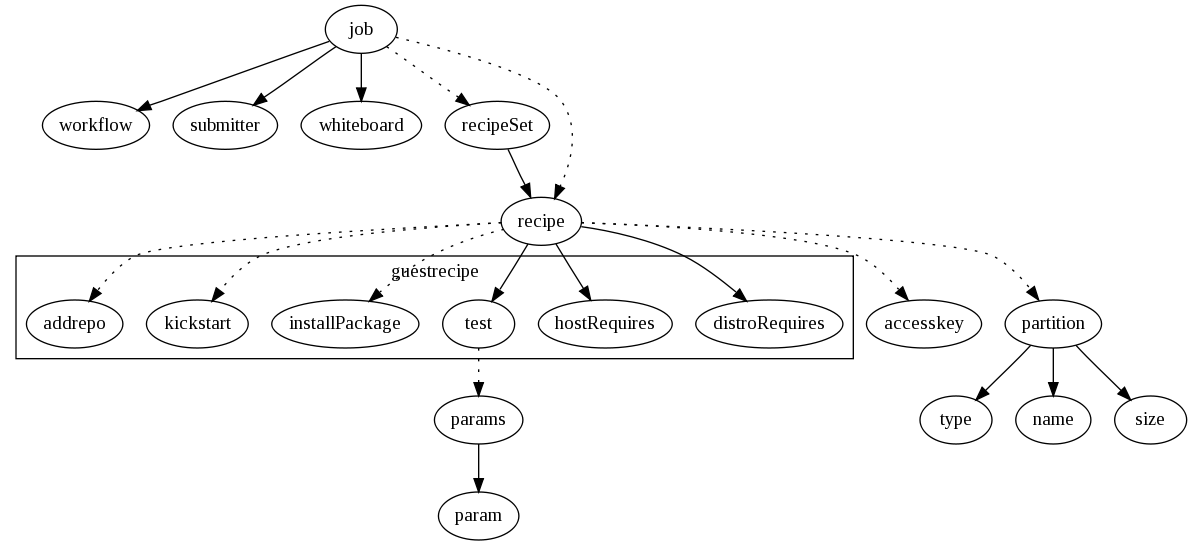 job
workflow
submitter
whiteboard
recipeSet
recipe
guestrecipe
addrepo
kickstart
installPackage
test
hostRequires
distroRequires
accesskey
partition
params
type
name
size
param